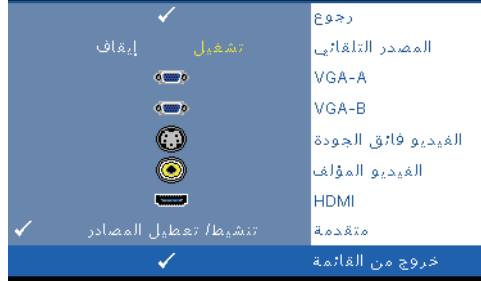 رجوع
المصدر التلقائي تشغيل إيقاف
VGA-A
VGA-B
الفيديو فائق الجودة
الفيديو المؤلف
HDMI
متقدمة تنشيط/ تعطيل المصادر
خروج من القائمة